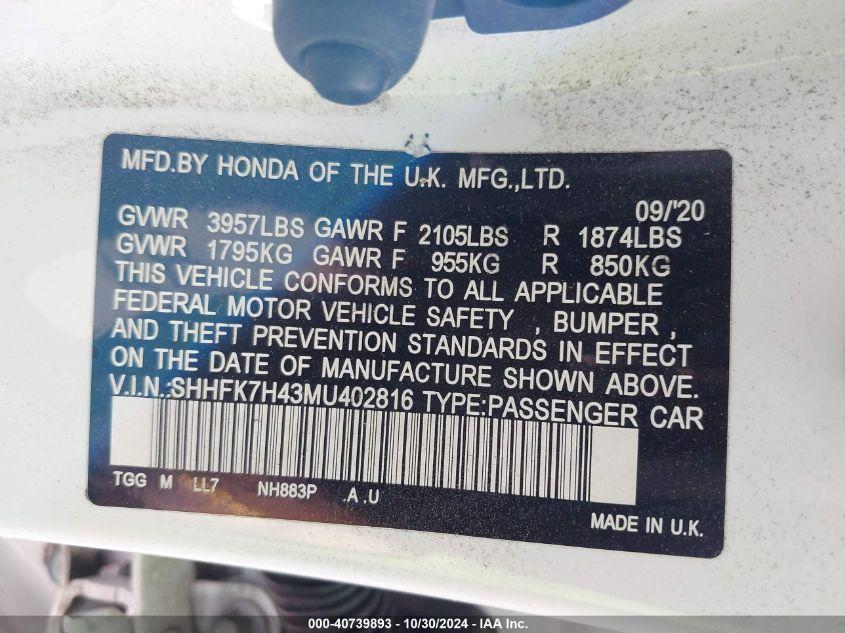 MFD.BY HONDA OF THE U.K. MFG.,LTD.
09/'20
GVWR 3957LBS GAWR F 2105LBS R 1874LBS
GVWR 1795KG GAWR F 955KG R 850KG
THIS VEHICLE CONFORMS TO ALL APPLICABLE
FEDERAL MOTOR VEHICLE SAFETY , BUMPER ,
AND THEFT PREVENTION STANDARDS IN EFFECT
ON THE DATE OF MANUFACTURE SHOWN ABOVE.
V.I.N.:SHHFK7H43MU402816 TYPE:PASSENGER CAR
TGG M LL7 NH883P .A .U
MADE IN U.K.
000-40739893 - 10/30/2024 - IAA Inc.